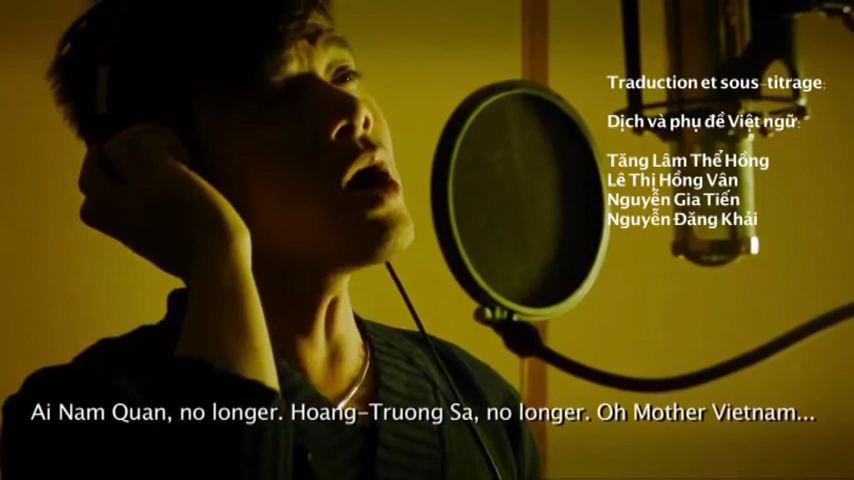 Traduction et sous-titrage:
Dịch và phụ đề Việt ngữ:
Tăng Lâm Thể Hồng
Lê Thị Hồng Vân
Nguyễn Gia Tiến
Nguyễn Đăng Khải
Ai Nam Quan, no longer. Hoang-Truong Sa, no longer. Oh Mother Vietnam...